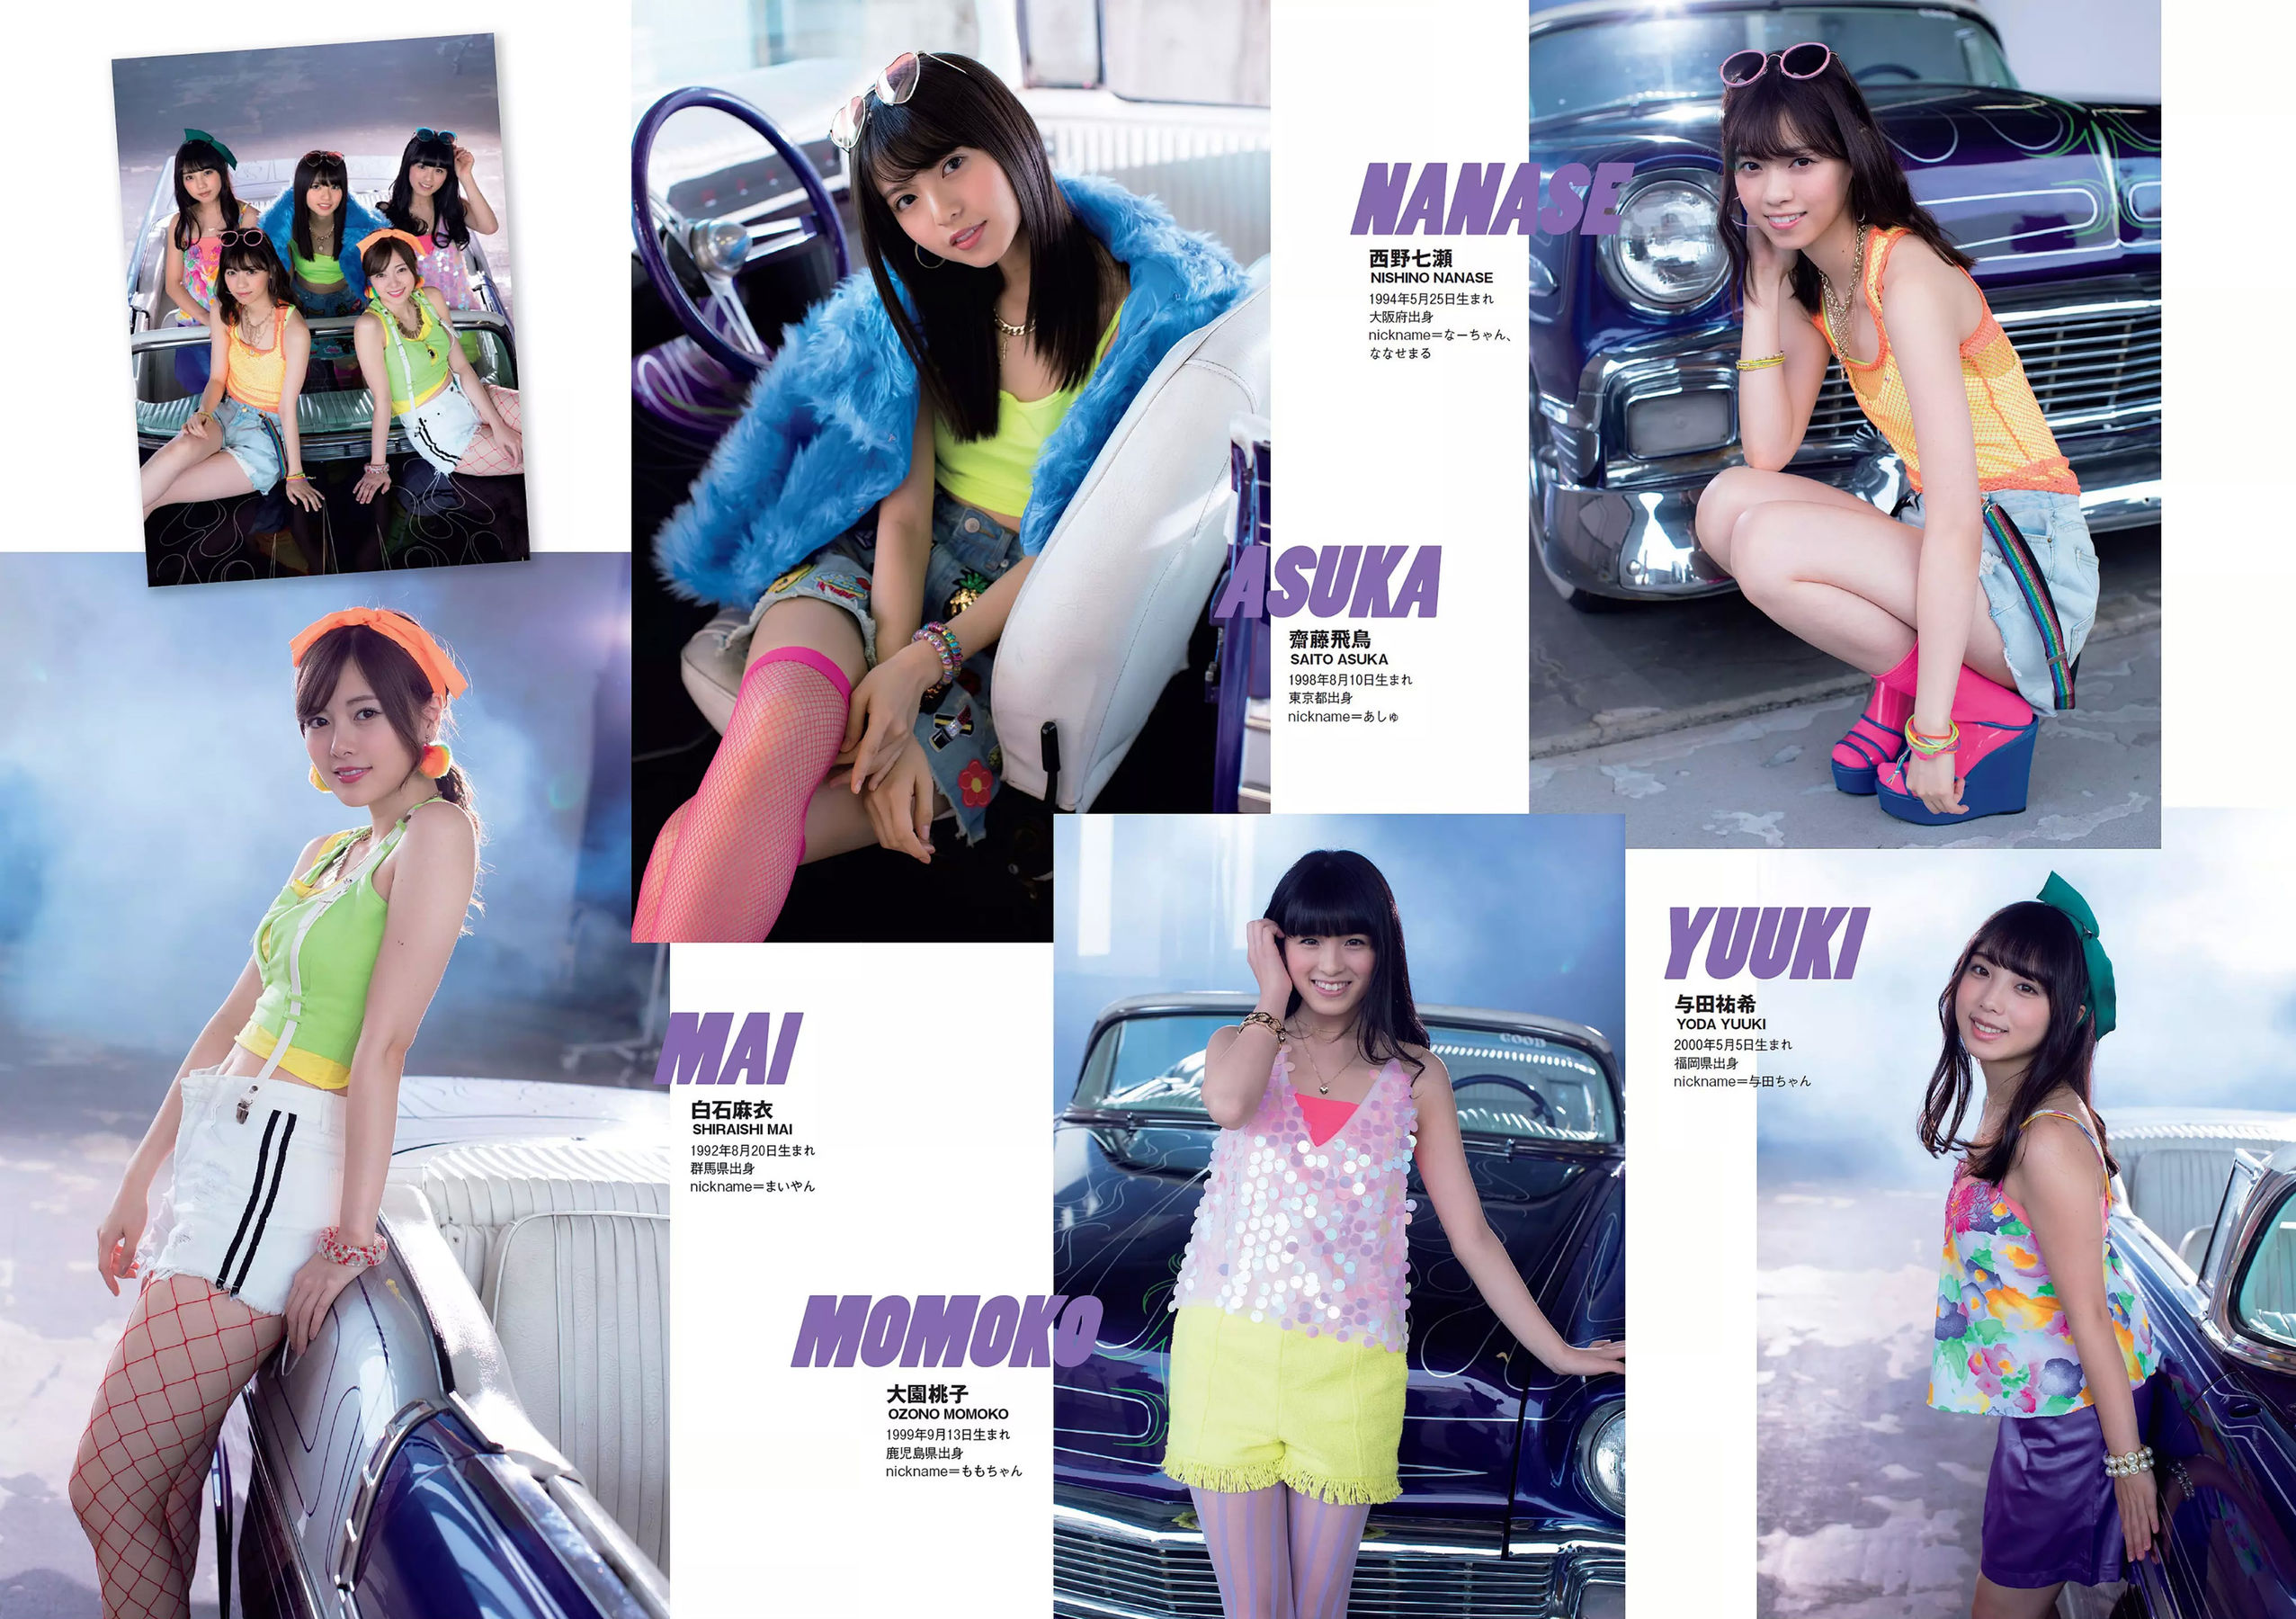 NANASE
西野七瀬
NISHINO NANASE
1994年5月25日生まれ
大阪府出身
nickname=なーちゃん、
ななせまる
ASUKA
齋藤飛鳥
SAITO ASUKA
1998年8月10日生まれ
東京都出身
nickname=あしゅ
MAI
白石麻衣
SHIRAISHI MAI
1992年8月20日生まれ
群馬県出身
nickname=まいやん
MOMOKO
大園桃子
OZONO MOMOKO
1999年9月13日生まれ
鹿児島県出身
nickname=ももちゃん
YUUKI
与田祐希
YODA YUUKI
2000年5月5日生まれ
福岡県出身
nickname=与田ちゃん